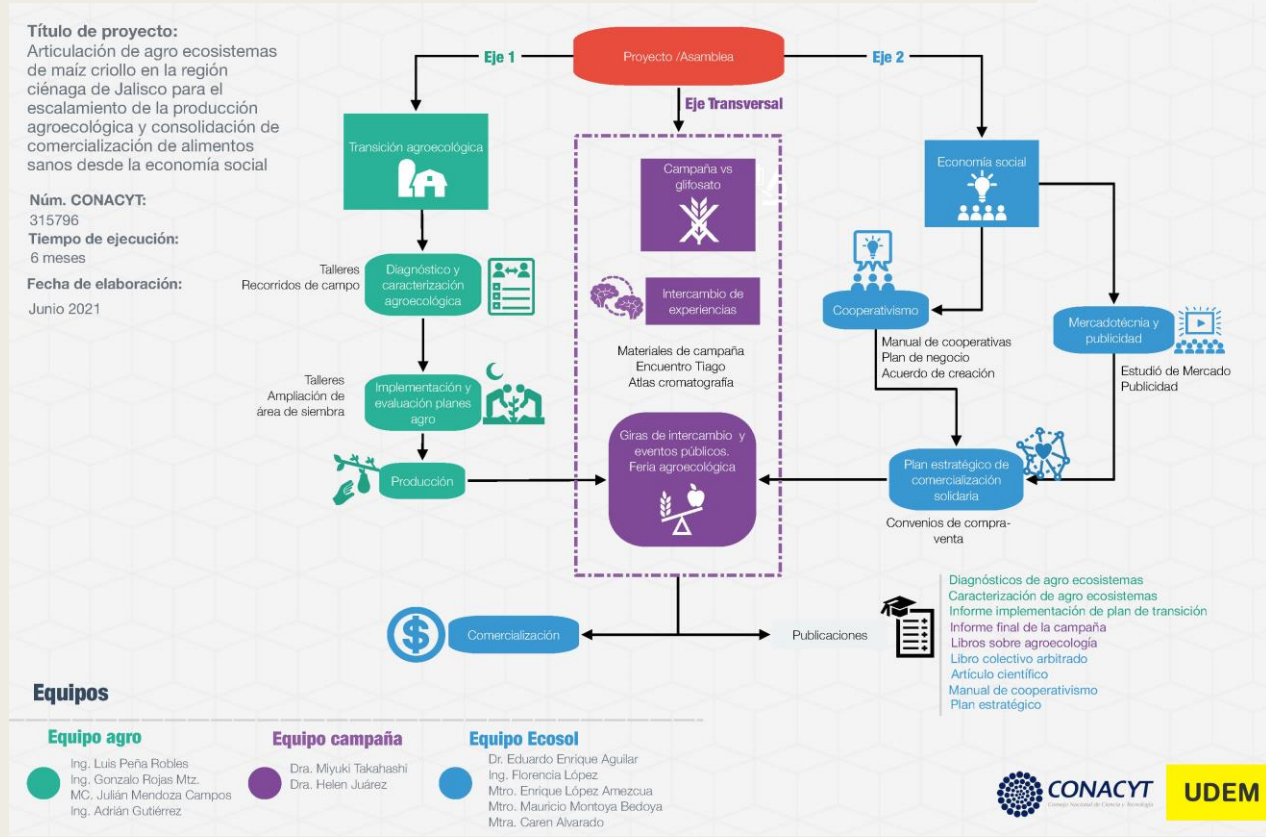 Título de proyecto:
Articulación de agro ecosistemas
de maíz criollo en la región
ciénaga de Jalisco para el
escalamiento de la producción
agroecológica y consolidación de
comercialización de alimentos
sanos desde la economía social
Núm. CONACYT:
315796
Tiempo de ejecución:
6 meses
Fecha de elaboración:
Junio 2021
Eje 1
Proyecto /Asamblea
Eje 2
Eje Transversal
Transición agroecológica
Talleres
Recorridos de campo
Diagnóstico y
caracterización
agroecológica
Talleres
Ampliación de
área de siembra
Implementación y
evaluación planes
agro
Producción
Campaña vs
glifosato
Intercambio de
experiencias
Materiales de campaña
Encuentro Tiago
Atlas cromatografía
Giras de intercambio y
eventos públicos.
Feria agroecológica
Economía social
Cooperativismo
Manual de cooperativas
Plan de negocio
Acuerdo de creación
Mercadotécnia y
publicidad
Estudió de Mercado
Publicidad
Plan estratégico de
comercialización
solidaria
Convenios de compra-
venta
Comercialización
Publicaciones
Diagnósticos de agro ecosistemas
Caracterización de agro ecosistemas
Informe implementación de plan de transición
Informe final de la campaña
Libros sobre agroecología
Libro colectivo arbitrado
Artículo científico
Manual de cooperativismo
Plan estratégico
Equipos
Equipo agro
Ing. Luis Peña Robles
Ing. Gonzalo Rojas Mtz.
MC. Julián Mendoza Campos
Ing. Adrián Gutiérrez
Equipo campaña
Dra. Miyuki Takahashi
Dra. Helen Juárez
Equipo Ecosol
Dr. Eduardo Enrique Aguilar
Ing. Florencia López
Mtro. Enrique López Amezcua
Mtro. Mauricio Montoya Bedoya
Mtra. Caren Alvarado
CONACYT
Consejo Nacional de Ciencia y Tecnología
UDEM